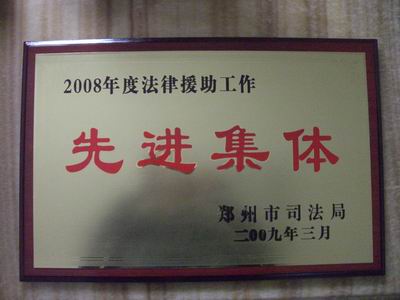 2008年度法律援助工作
先进集体
郑州市司法局
二00九年三月